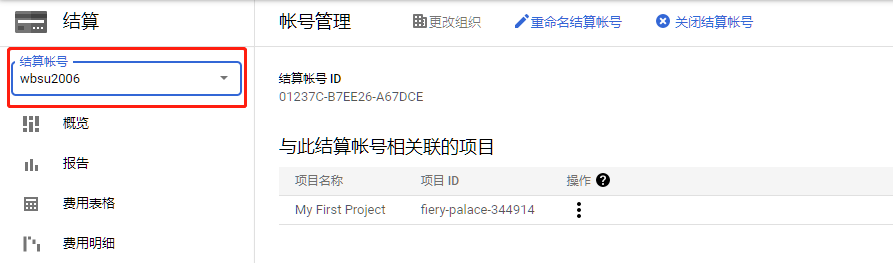 结算
帐号管理
更改组织
重命名结算帐号
关闭结算帐号
结算帐号
wbsu2006
结算帐号 ID
01237C-B7EE26-A67DCE
概览
报告
费用表格
费用明细
与此结算帐号相关联的项目
项目名称 项目 ID 操作
My First Project fiery-palace-344914